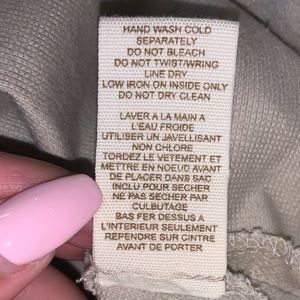 HAND WASH COLD
SEPARATELY
DO NOT BLEACH
DO NOT TWIST/WRING
LINE DRY
LOW IRON ON INSIDE ONLY
DO NOT DRY CLEAN
LAVER A LA MAIN A
L'EAU FROIDE
UTILISER UN JAVELLISANT
NON CHLORE
TORDEZ LE VETEMENT ET
METTRE EN NOEUD AVANT
DE PLACER DANS SAC
INCLU POUR SECHER
NE PAS SECHER PAR
CULBUTAGE
BAS FER DESSUS A
L'INTERIEUR SEULEMENT
REPENDRE SUR CINTRE
AVANT DE PORTER